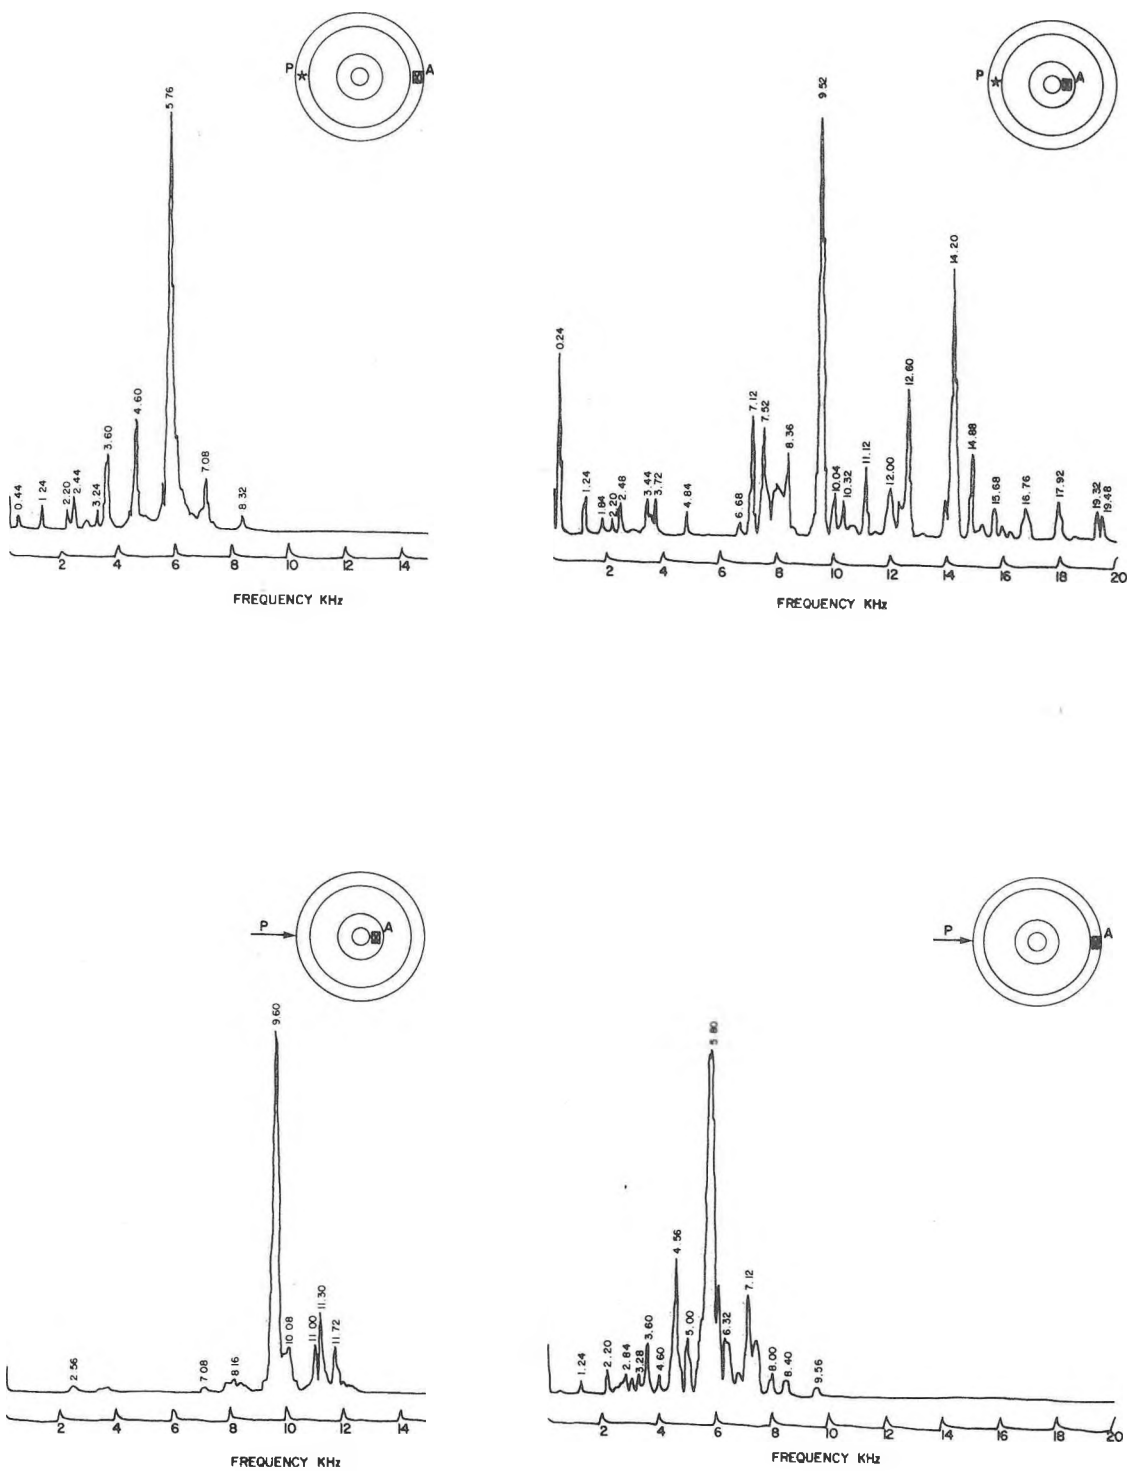 P A
5.76
0.44 1.24 2.20 2.44 3.24 3.60 4.60 7.08 8.32
2 4 6 8 10 12 14
FREQUENCY KHz
P A
9.52
0.24 1.24 1.84 2.20 2.48 3.44 3.72 4.84 6.68 7.12 7.52 8.36 10.04 10.32 11.12 12.00 12.60 14.20 14.88 15.68 16.76 17.92 19.32 19.48
2 4 6 8 10 12 14 16 18 20
FREQUENCY KHz
P A
9.60
2.56 7.08 8.16 10.08 11.00 11.30 11.72
2 4 6 8 10 12 14
FREQUENCY KHz
P A
5.80
1.24 2.20 2.84 3.28 3.60 4.60 4.56 5.00 6.32 7.12 8.00 8.40 9.56
2 4 6 8 10 12 14 16 18 20
FREQUENCY KHz